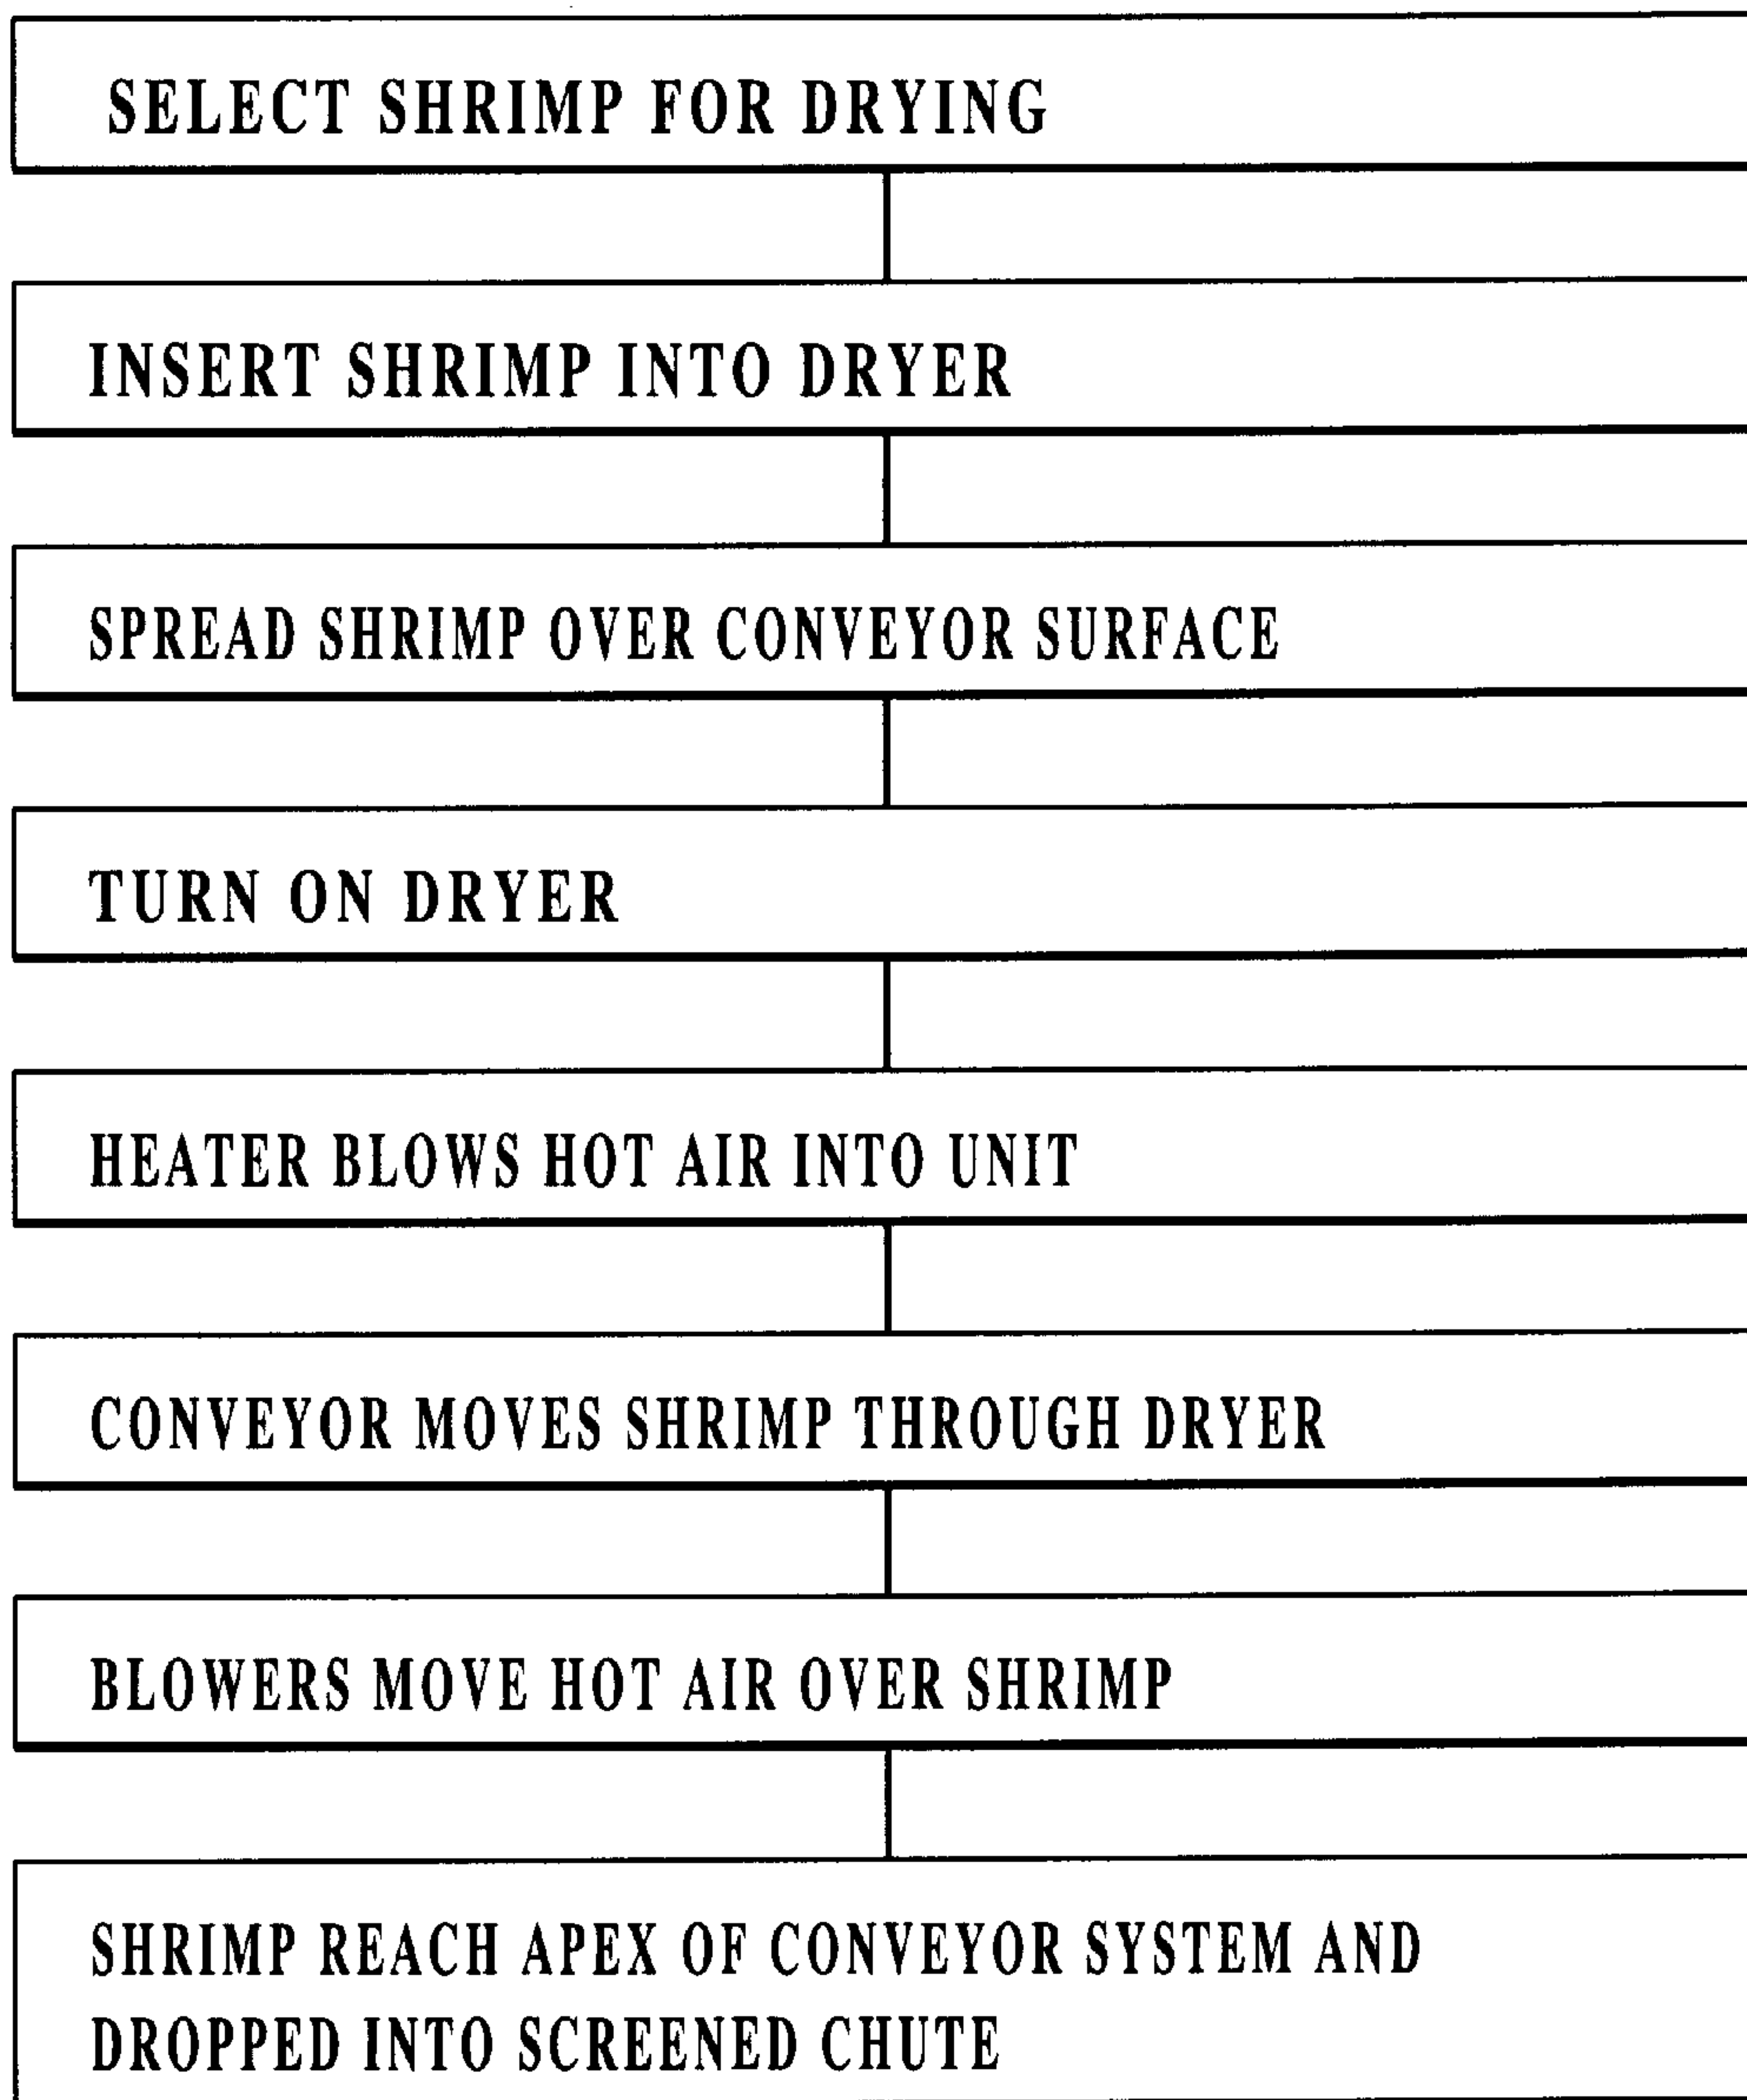 SELECT SHRIMP FOR DRYING
INSERT SHRIMP INTO DRYER
SPREAD SHRIMP OVER CONVEYOR SURFACE
TURN ON DRYER
HEATER BLOWS HOT AIR INTO UNIT
CONVEYOR MOVES SHRIMP THROUGH DRYER
BLOWERS MOVE HOT AIR OVER SHRIMP
SHRIMP REACH APEX OF CONVEYOR SYSTEM AND
DROPPED INTO SCREENED CHUTE